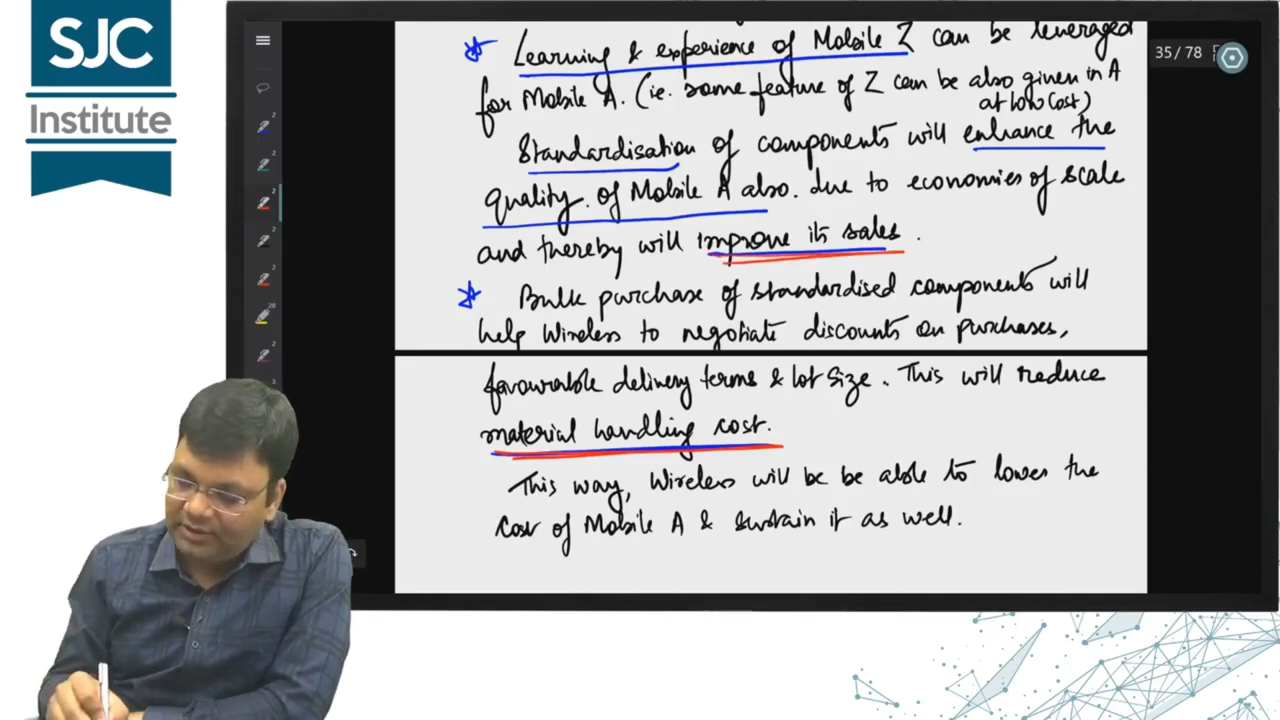 SJC
Institute
35 / 78
Learning & experience of Mobile Z can be leveraged
for Mobile A. (ie. some feature of Z can be also given in A
at low cost)
Standardisation of components will enhance the
quality of Mobile A also. due to economies of scale
and thereby will improve its sales.
Bulk purchase of standardised components will
help Wireless to negotiate discounts on purchases,
favourable delivery terms & lot size. This will reduce
material handling cost.
This way, Wireless will be be able to lower the
cost of Mobile A & sustain it as well.